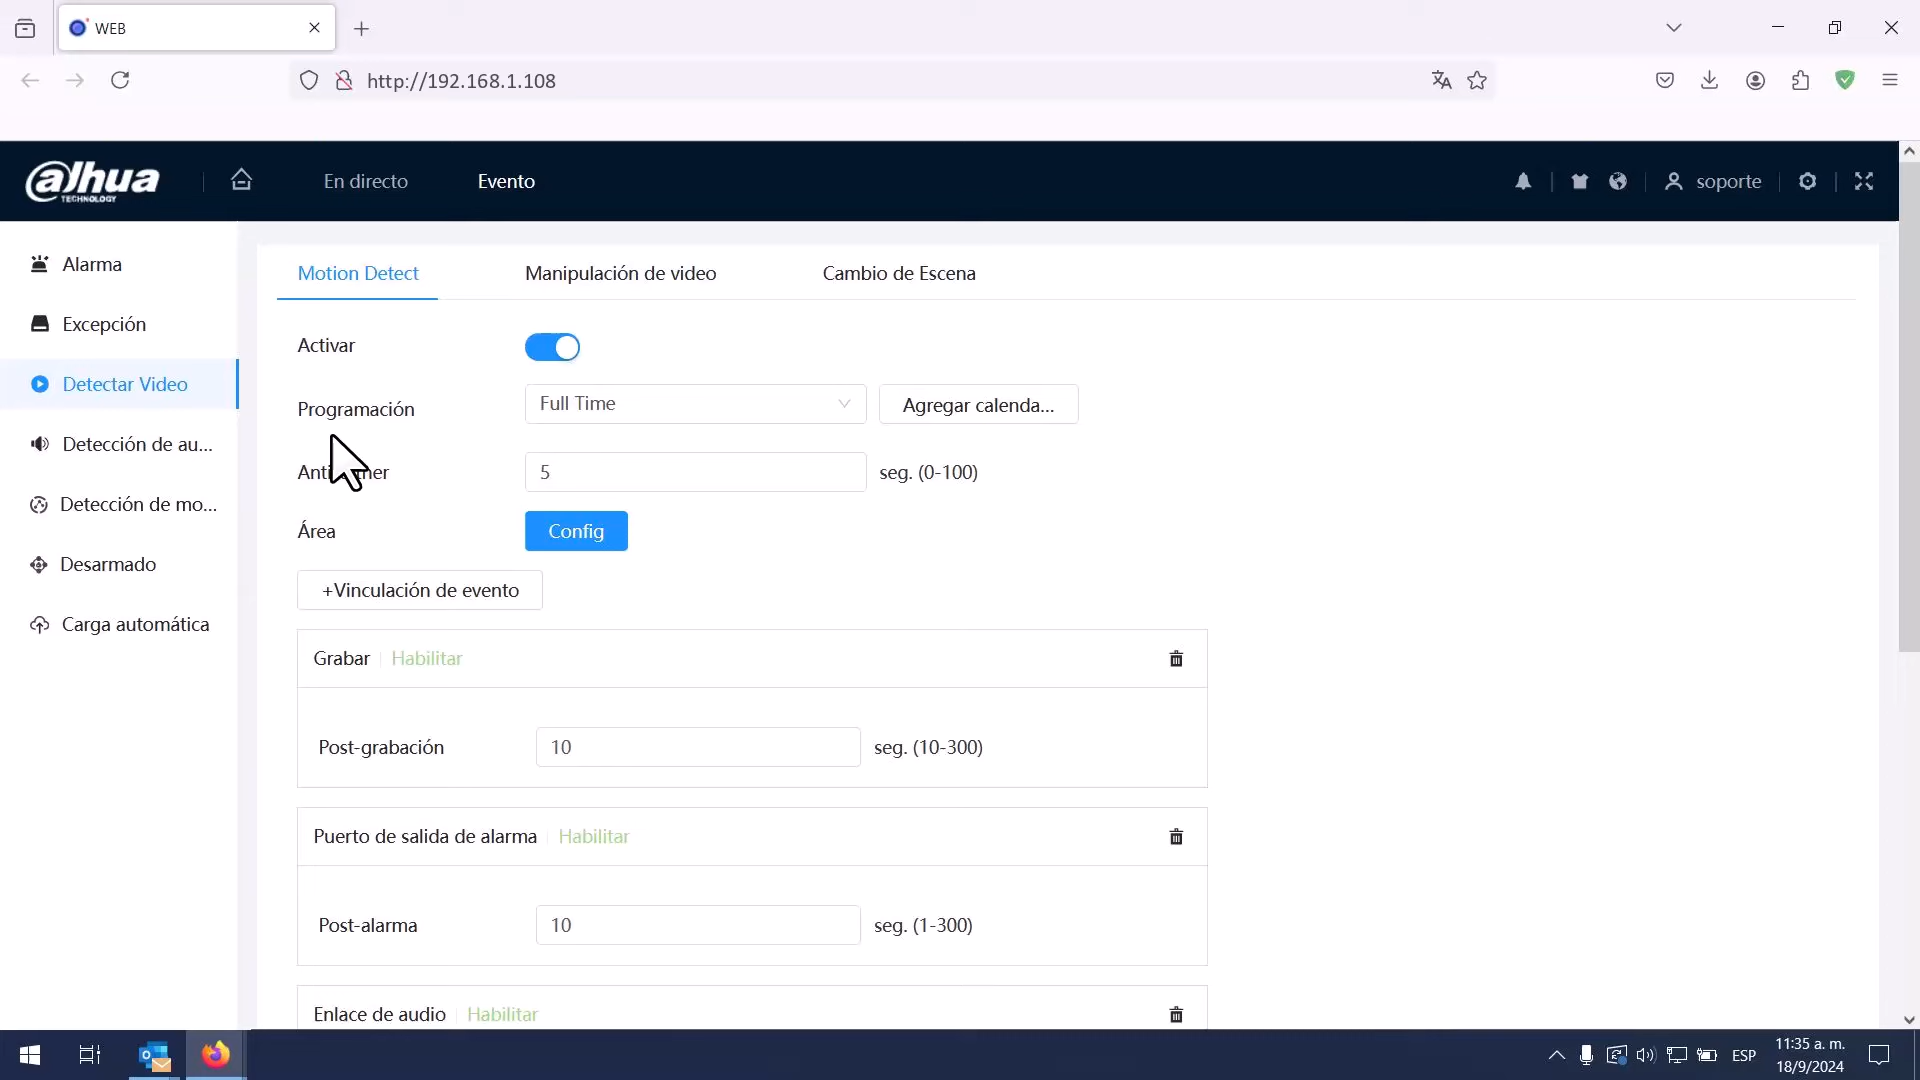 WEB
http://192.168.1.108
alhua
TECHNOLOGY
En directo
Evento
soporte
Alarma
Excepción
Detectar Video
Detección de au...
Detección de mo...
Desarmado
Carga automática
Motion Detect
Manipulación de video
Cambio de Escena
Activar
Programación
Full Time
Agregar calenda...
5
seg. (0-100)
Área
Config
+Vinculación de evento
Grabar
Habilitar
Post-grabación
10
seg. (10-300)
Puerto de salida de alarma
Habilitar
Post-alarma
10
seg. (1-300)
Enlace de audio
Habilitar
ESP
11:35 a. m.
18/9/2024